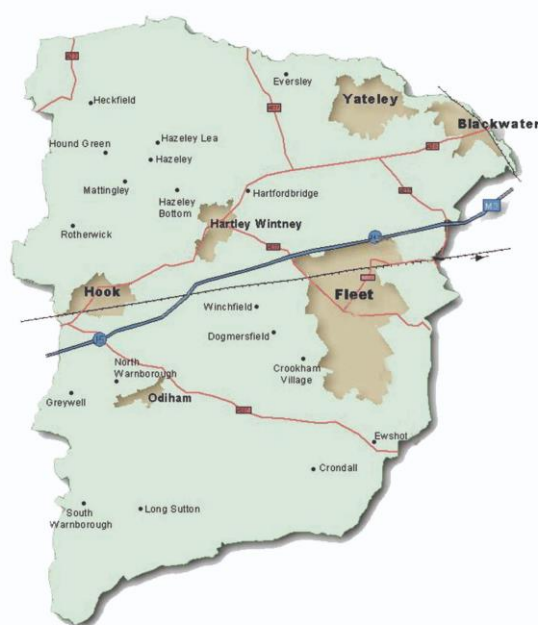 Eversley
Yateley
Heckfield
Blackwater
Hazeley Lea
Hound Green
Hazeley
Mattingley
Hazeley
Bottom
Hartfordbridge
Rotherwick
Hartley Wintney
M3
Hook
Fleet
Winchfield
Dogmersfield
Crookham
Village
North
Warnborough
Greywell
Odiham
Ewshot
Crondall
South
Warnborough
Long Sutton